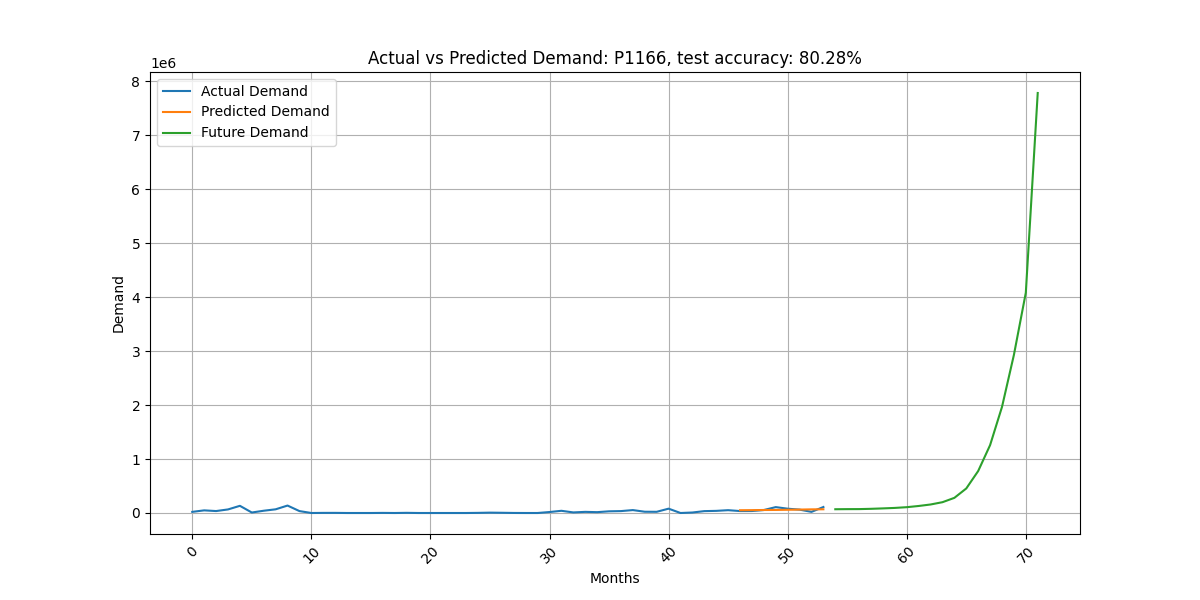 Actual vs Predicted Demand: P1166, test accuracy: 80.28%
1e6
Actual Demand
Predicted Demand
Future Demand
8
7
6
5
4
3
2
1
0
Demand
0 10 20 30 40 50 60 70
Months